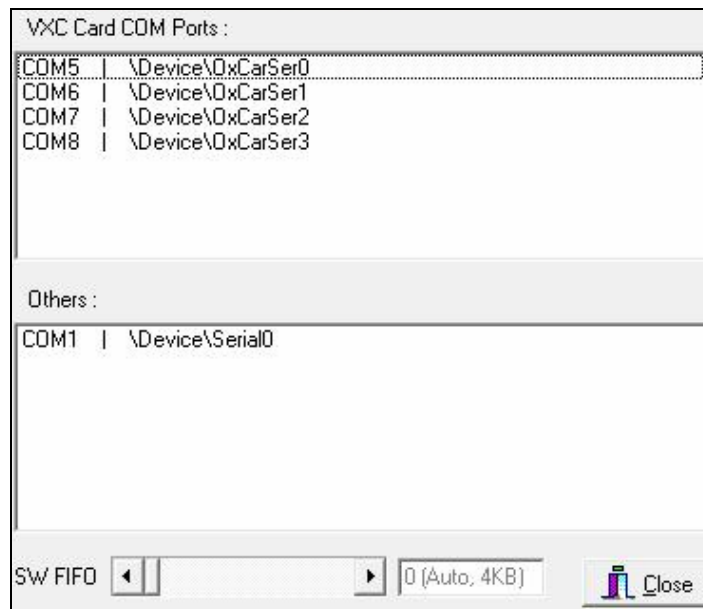 VXC Card COM Ports :
COM5 | \Device\OxCarSer0
COM6 | \Device\OxCarSer1
COM7 | \Device\OxCarSer2
COM8 | \Device\OxCarSer3
Others :
COM1 | \Device\Serial0
SW FIFO 0 (Auto, 4KB) Close